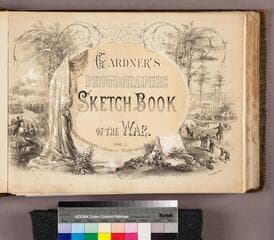 GARDNER'S
PHOTOGRAPHIC
SKETCH BOOK
OF THE WAR.
VOL. I.
KODAK Color Control Patches